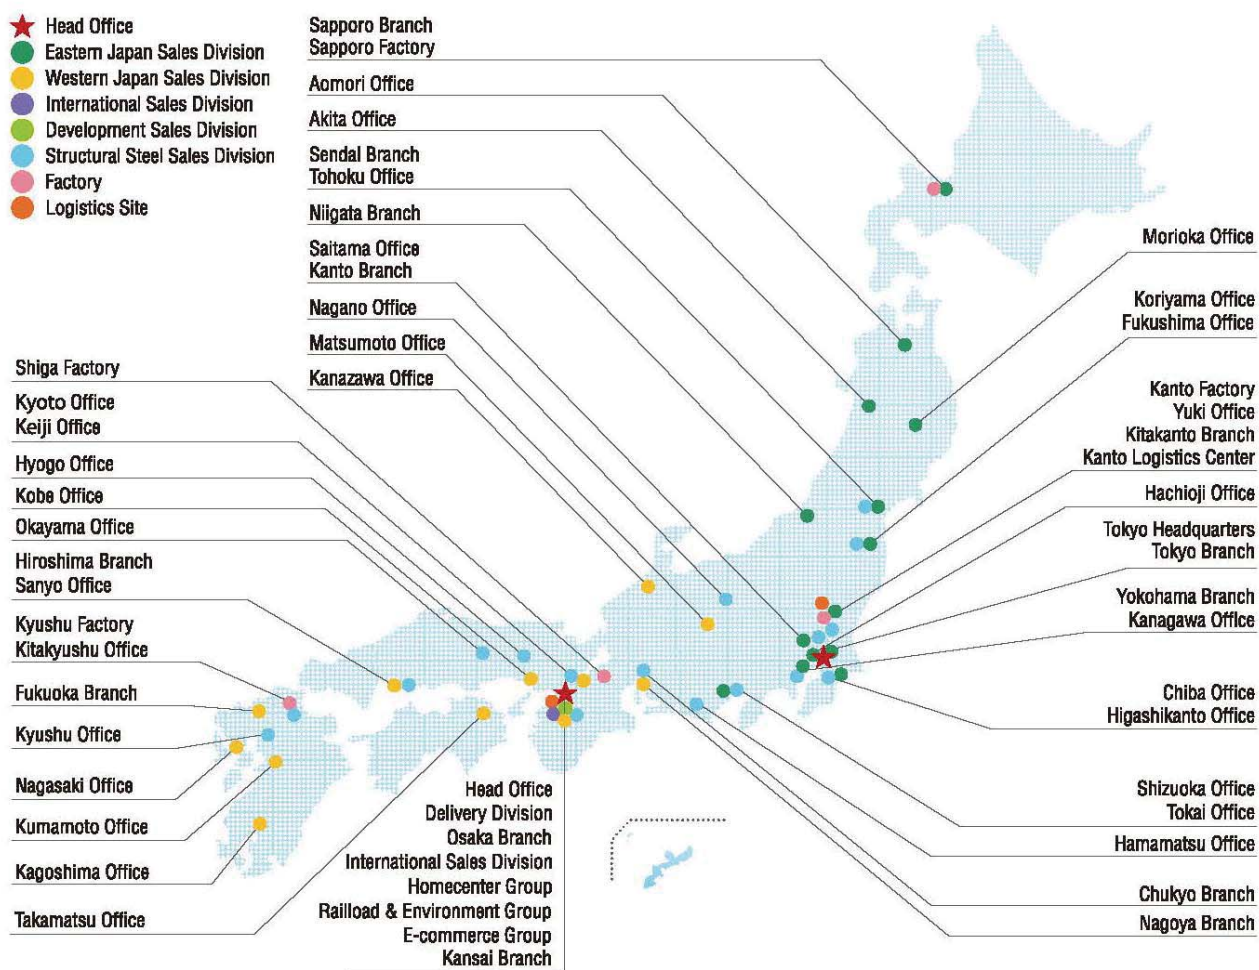 Head Office
Eastern Japan Sales Division
Western Japan Sales Division
International Sales Division
Development Sales Division
Structural Steel Sales Division
Factory
Logistics Site
Sapporo Branch
Sapporo Factory
Aomori Office
Akita Office
Sendal Branch
Tohoku Office
Niigata Branch
Saitama Office
Kanto Branch
Nagano Office
Matsumoto Office
Kanazawa Office
Shiga Factory
Kyoto Office
Keiji Office
Hyogo Office
Kobe Office
Okayama Office
Hiroshima Branch
Sanyo Office
Kyushu Factory
Kitakyushu Office
Fukuoka Branch
Kyushu Office
Nagasaki Office
Kumamoto Office
Kagoshima Office
Takamatsu Office
Head Office
Delivery Division
Osaka Branch
International Sales Division
Homecenter Group
Railload & Environment Group
E-commerce Group
Kansai Branch
Morioka Office
Koriyama Office
Fukushima Office
Kanto Factory
Yuki Office
Kitakanto Branch
Kanto Logistics Center
Hachioji Office
Tokyo Headquarters
Tokyo Branch
Yokohama Branch
Kanagawa Office
Chiba Office
Higashikanto Office
Shizuoka Office
Tokai Office
Hamamatsu Office
Chukyo Branch
Nagoya Branch